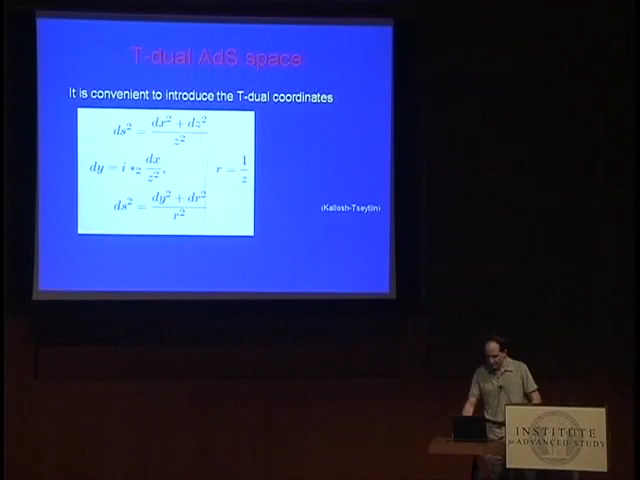 T-dual AdS space
It is convenient to introduce the T-dual coordinates
ds² = (dx² + dz²) / z²
dy = i *₂ dx / z² , r = 1 / z
ds² = (dy² + dr²) / r²
(Kallosh-Tseytlin)
INSTITUTE
for ADVANCED STUDY